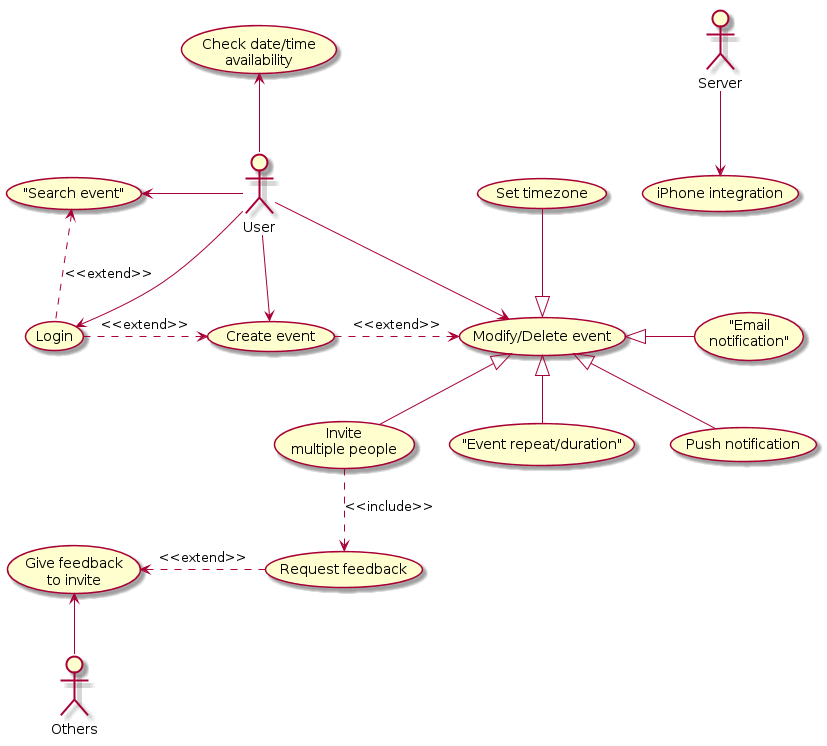 Check date/time
availability
Server
"Search event"
User
Set timezone
iPhone integration
<<extend>>
Login
<<extend>>
Create event
<<extend>>
Modify/Delete event
"Email
notification"
Invite
multiple people
"Event repeat/duration"
Push notification
<<include>>
Give feedback
to invite
<<extend>>
Request feedback
Others